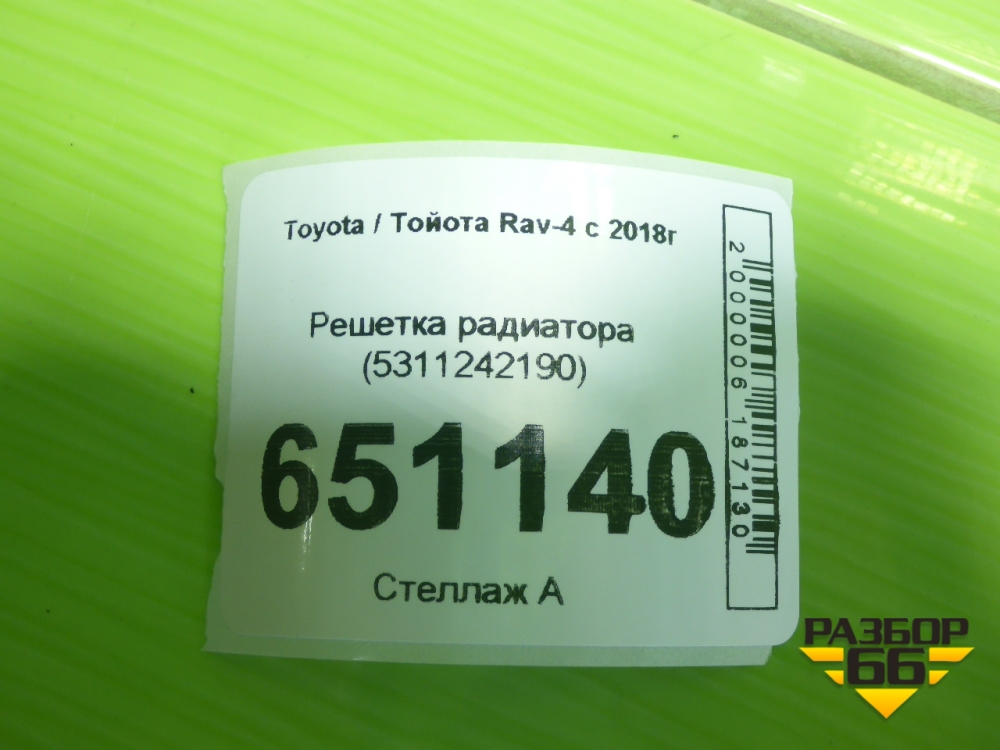 Toyota / Тойота Rav-4 с 2018г
Решетка радиатора
(5311242190)
651140
Стеллаж А
2000006187130
РАЗБОР
66